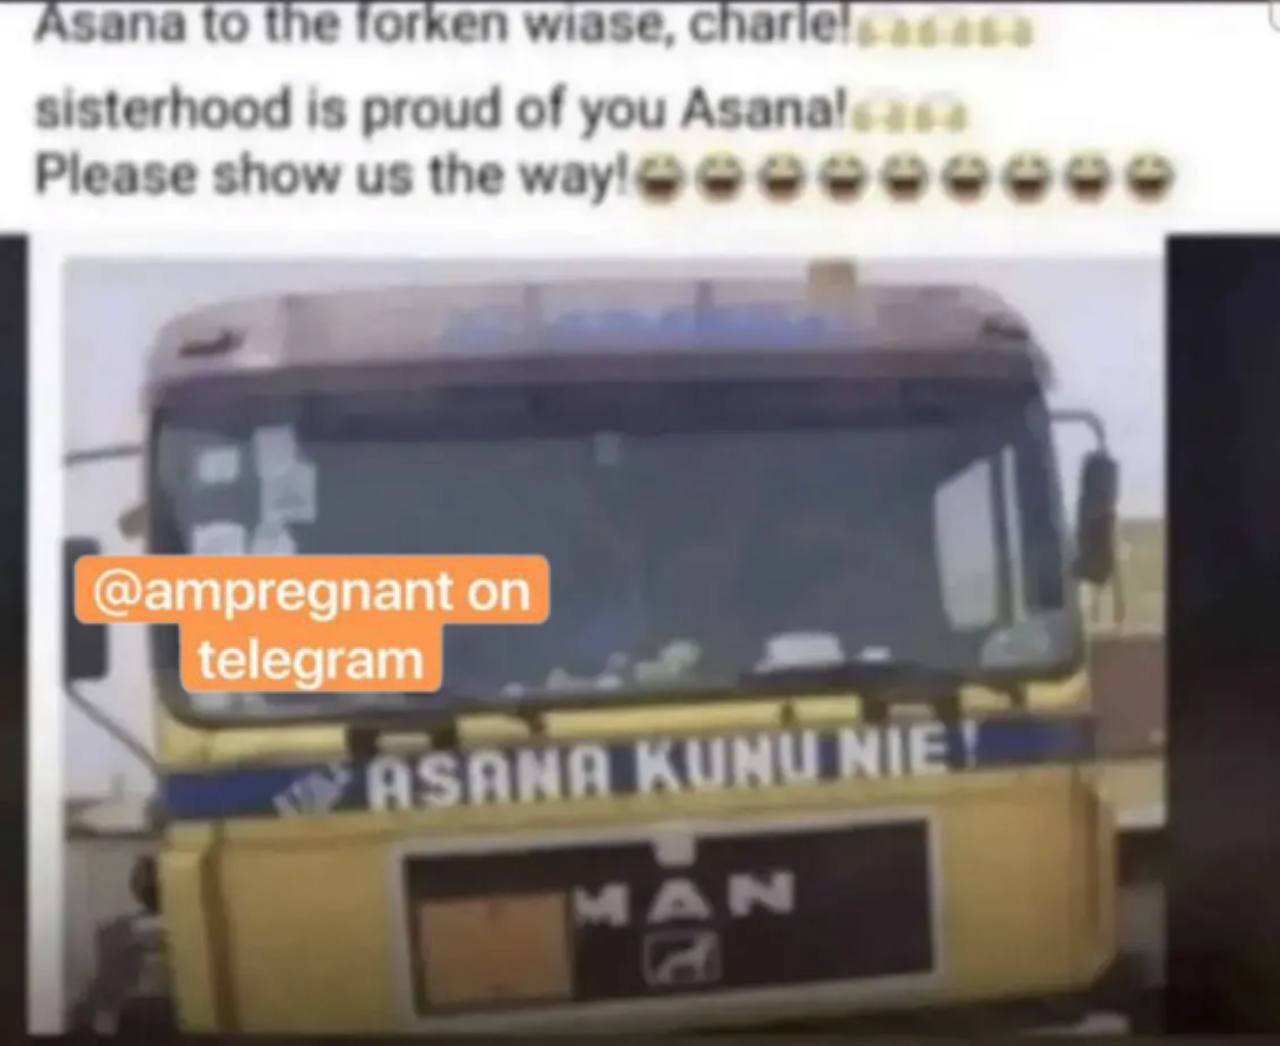 Asana to the forken wiase, charle!
sisterhood is proud of you Asana!
Please show us the way!😂😂😂😂😂😂😂😂😂
@ampregnant on
telegram
ASANA KUNU NIE!
MAN